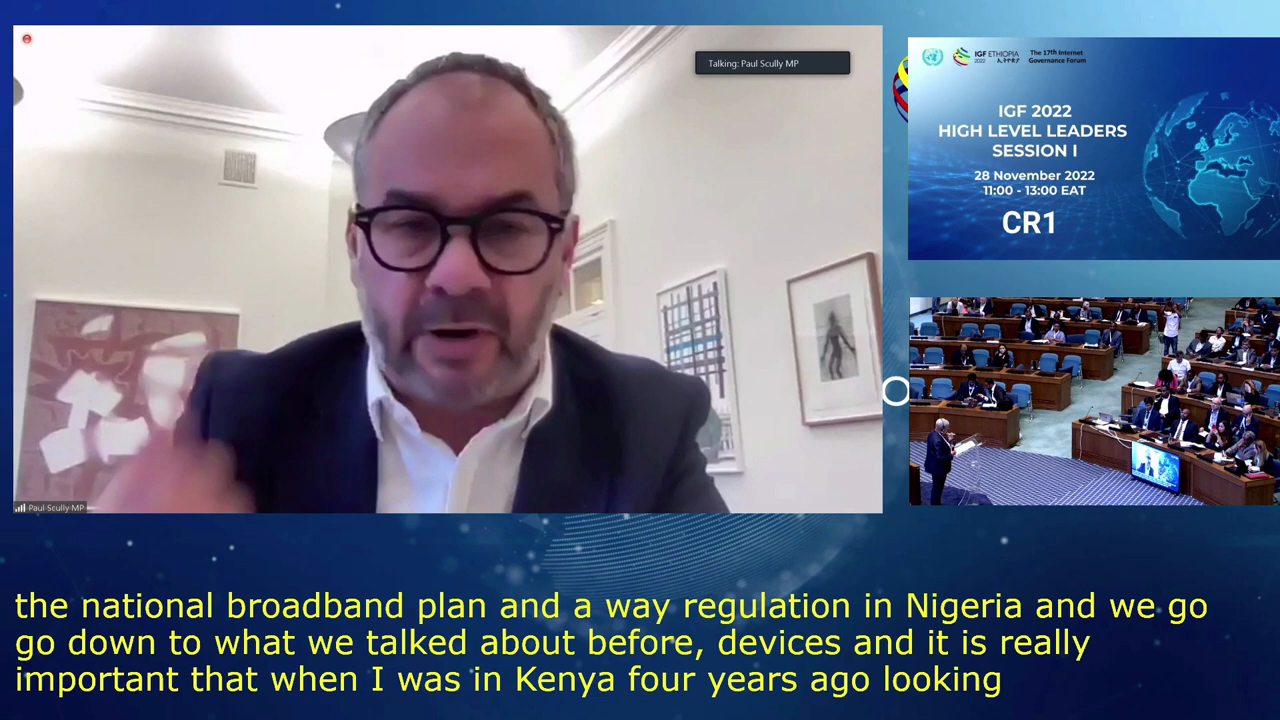 Talking: Paul Scully MP
Paul Scully MP
IGF ETHIOPIA
2022 ኢትዮጵያ
The 17th Internet
Governance Forum
IGF 2022
HIGH LEVEL LEADERS
SESSION I
28 November 2022
11:00 - 13:00 EAT
CR1
the national broadband plan and a way regulation in Nigeria and we go
go down to what we talked about before, devices and it is really
important that when I was in Kenya four years ago looking